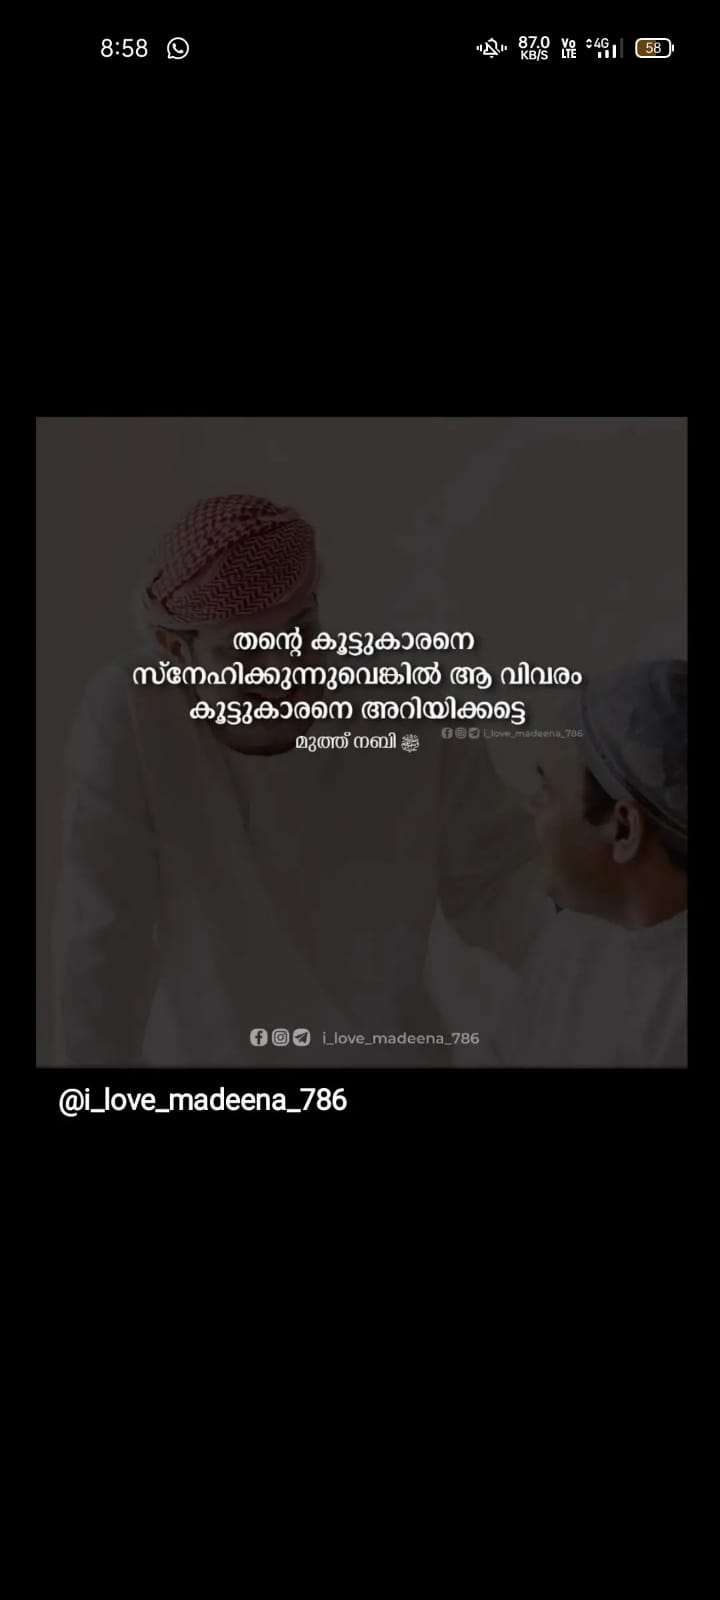 8:58 87.0 KB/S Vo LTE 4G 58
തന്റെ കൂട്ടുകാരനെ
സ്നേഹിക്കുന്നുവെങ്കിൽ ആ വിവരം
കൂട്ടുകാരനെ അറിയിക്കട്ടെ
മുത്ത് നബി ﷺ
i_love_madeena_786
i_love_madeena_786
@i_love_madeena_786